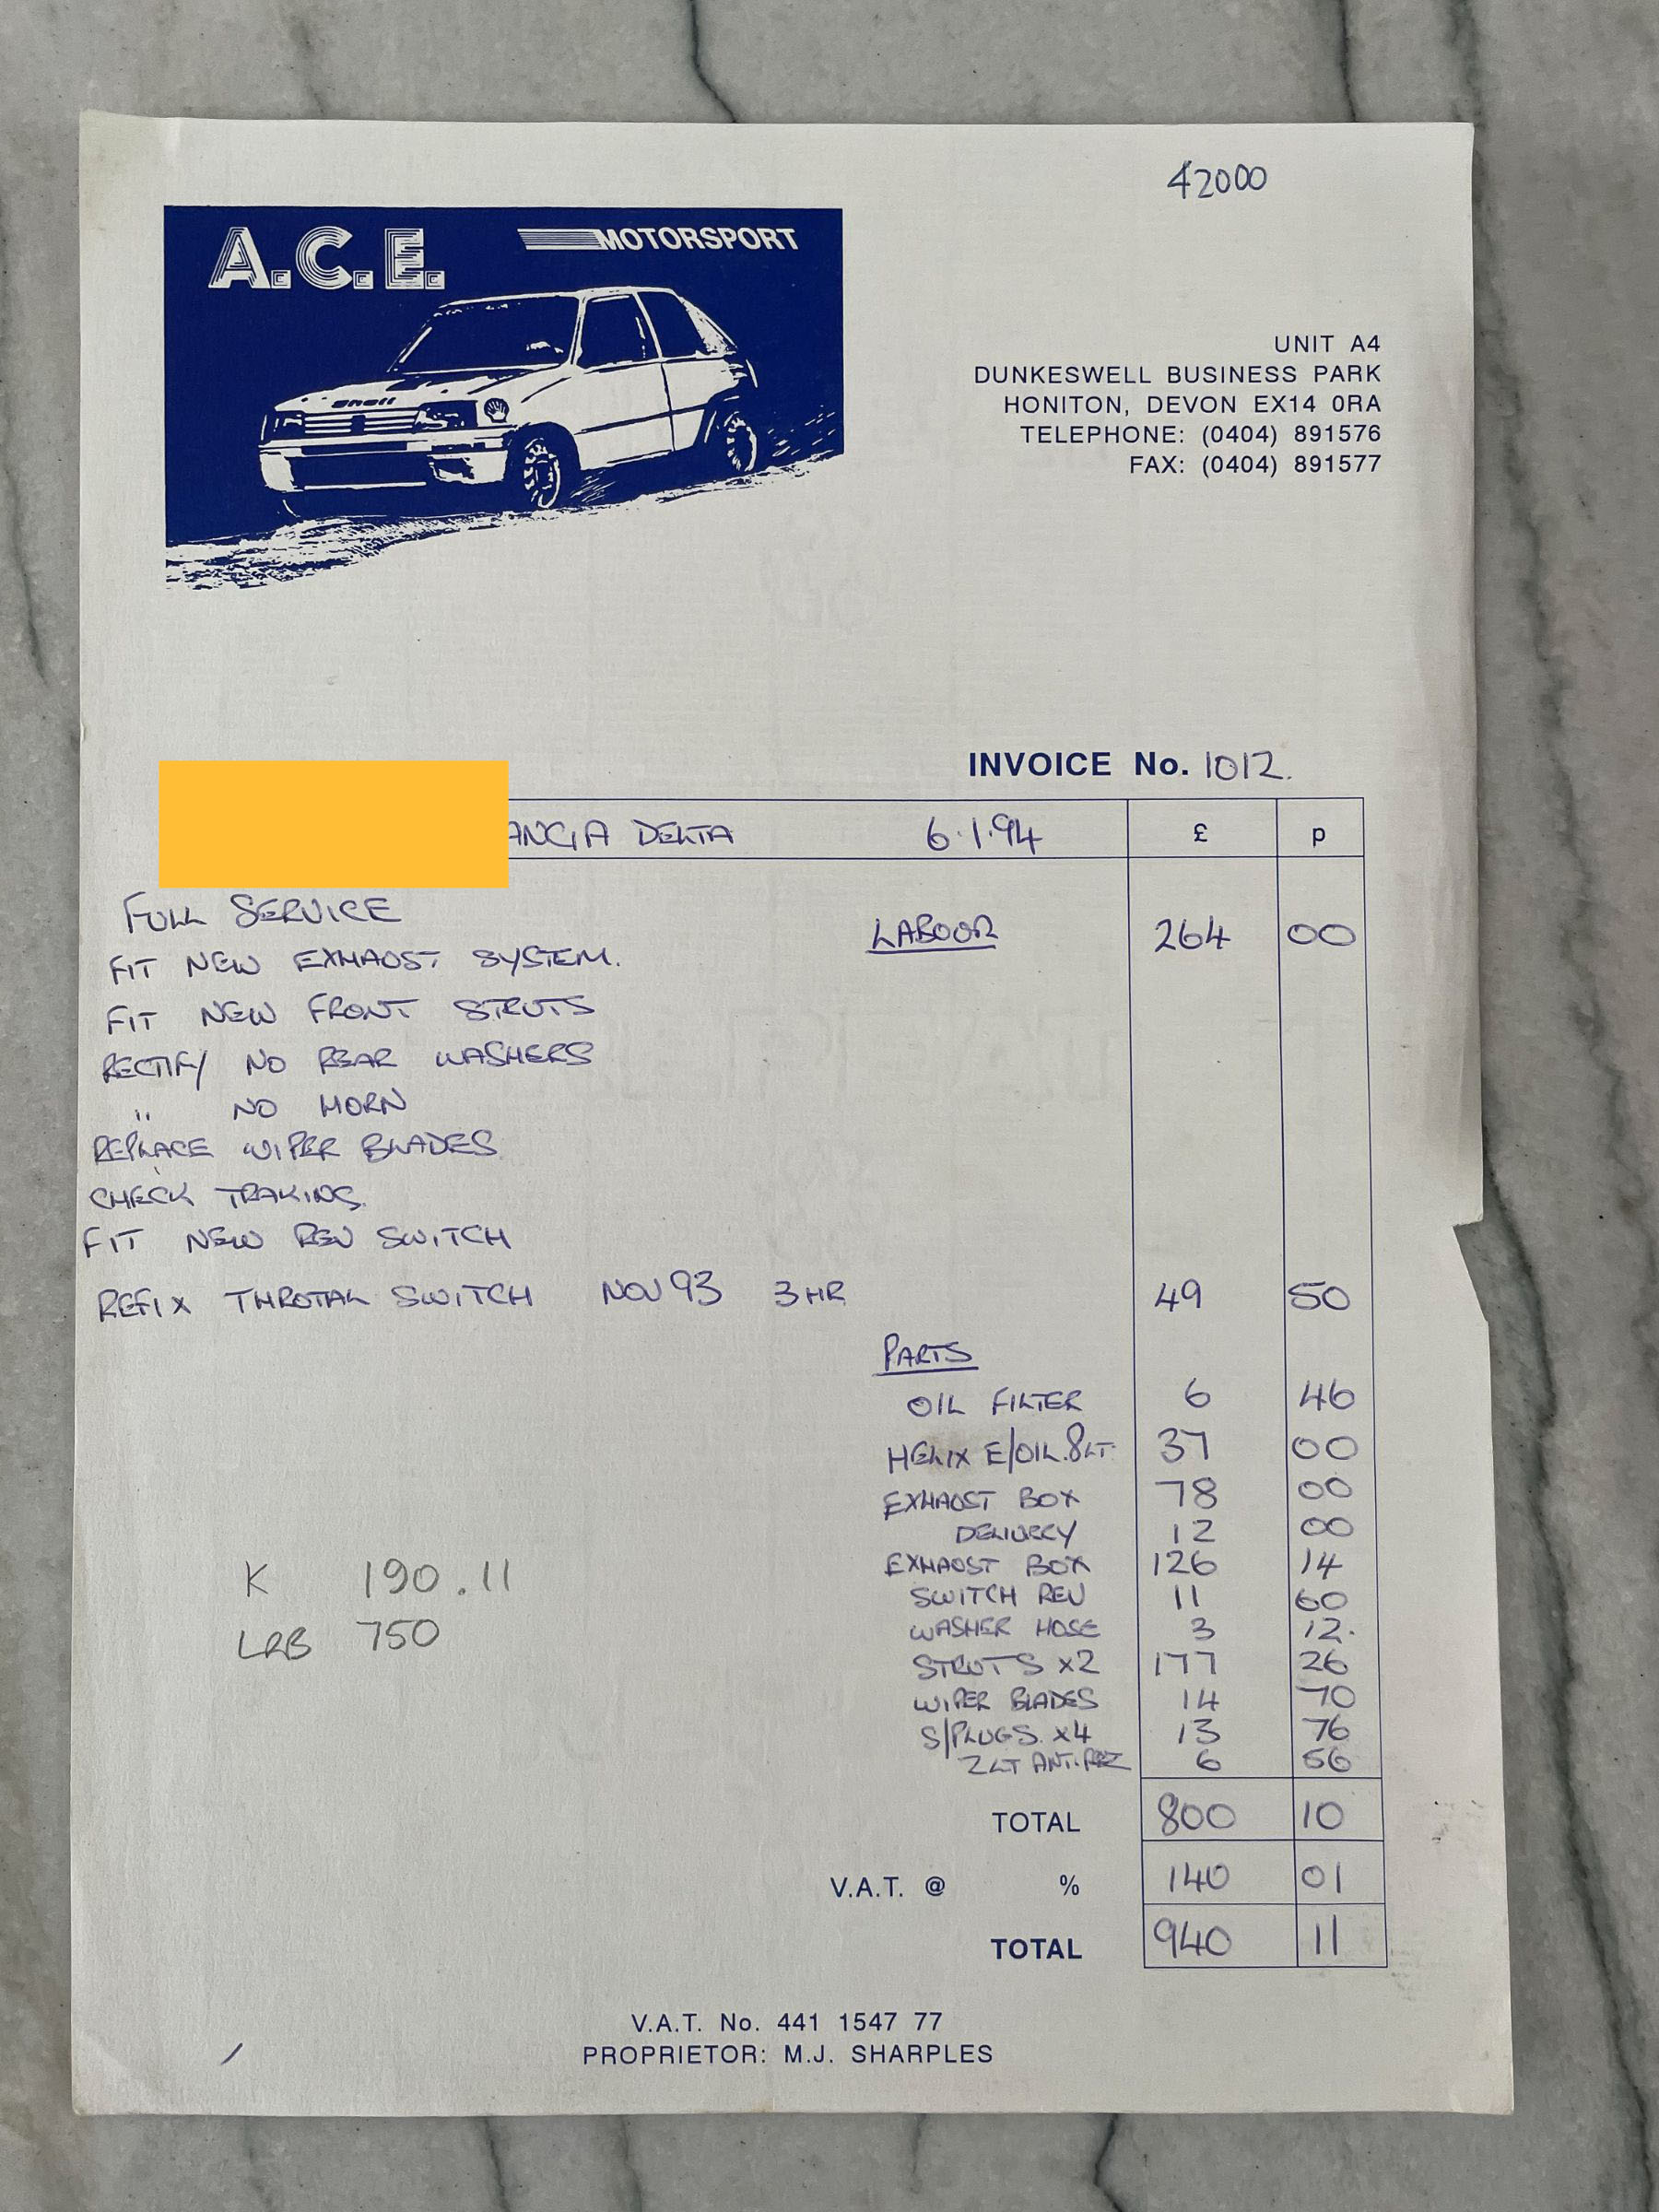 42000
A.C.E. MOTORSPORT
Shell
UNIT A4
DUNKESWELL BUSINESS PARK
HONITON, DEVON EX14 0RA
TELEPHONE: (0404) 891576
FAX: (0404) 891577
INVOICE No. 1012.
ANCIA DELTA 6.1.94 £ p
FULL SERVICE
LABOUR 264 00
FIT NEW EXHAUST SYSTEM.
FIT NEW FRONT STRUTS
RECTIFY NO REAR WASHERS
" NO HORN
REPLACE WIPER BLADES
CHECK TRAKING
FIT NEW REV SWITCH
REFIX THROTAL SWITCH NOV 93 3 HR 49 50
PARTS
OIL FILTER 6 46
HELIX E/OIL.8LT. 37 00
EXHAUST BOX 78 00
DELIVREY 12 00
EXHAUST BOX 126 14
SWITCH REV 11 60
WASHER HOSE 3 12.
STRUTS x2 177 26
WIPER BLADES 14 70
S/PLUGS. x4 13 76
2LT ANT. 6 56
K 190.11
LRB 750
TOTAL 800 10
V.A.T. @ % 140 01
TOTAL 940 11
V.A.T. No. 441 1547 77
PROPRIETOR: M.J. SHARPLES